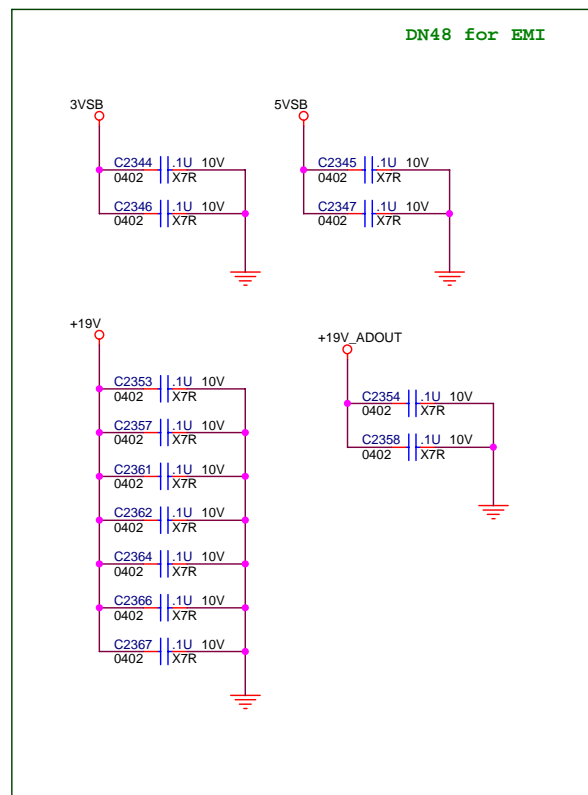 DN48 for EMI
3VSB
C2344 .1U 10V
0402 X7R
C2346 .1U 10V
0402 X7R
5VSB
C2345 .1U 10V
0402 X7R
C2347 .1U 10V
0402 X7R
+19V
C2353 .1U 10V
0402 X7R
C2357 .1U 10V
0402 X7R
C2361 .1U 10V
0402 X7R
C2362 .1U 10V
0402 X7R
C2364 .1U 10V
0402 X7R
C2366 .1U 10V
0402 X7R
C2367 .1U 10V
0402 X7R
+19V_ADOUT
C2354 .1U 10V
0402 X7R
C2358 .1U 10V
0402 X7R